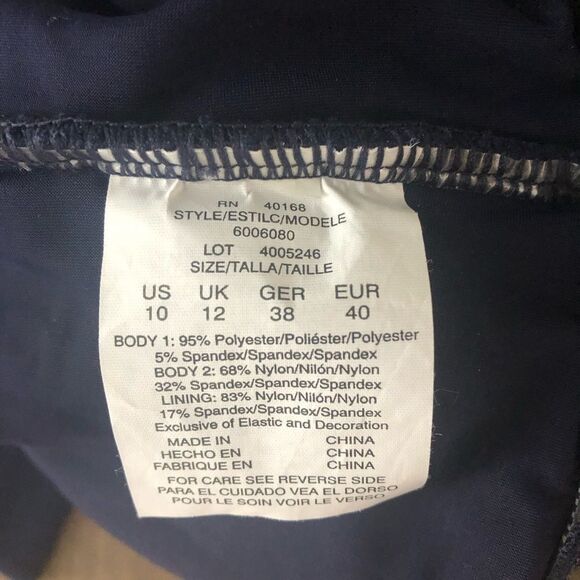 RN 40168
STYLE/ESTILC/MODELE
6006080
LOT 4005246
SIZE/TALLA/TAILLE
US UK GER EUR
10 12 38 40
BODY 1: 95% Polyester/Poliéster/Polyester
5% Spandex/Spandex/Spandex
BODY 2: 68% Nylon/Nilón/Nylon
32% Spandex/Spandex/Spandex
LINING: 83% Nylon/Nilón/Nylon
17% Spandex/Spandex/Spandex
Exclusive of Elastic and Decoration
MADE IN CHINA
HECHO EN CHINA
FABRIQUE EN CHINA
FOR CARE SEE REVERSE SIDE
PARA EL CUIDADO VEA EL DORSO
POUR LE SOIN VOIR LE VERSO